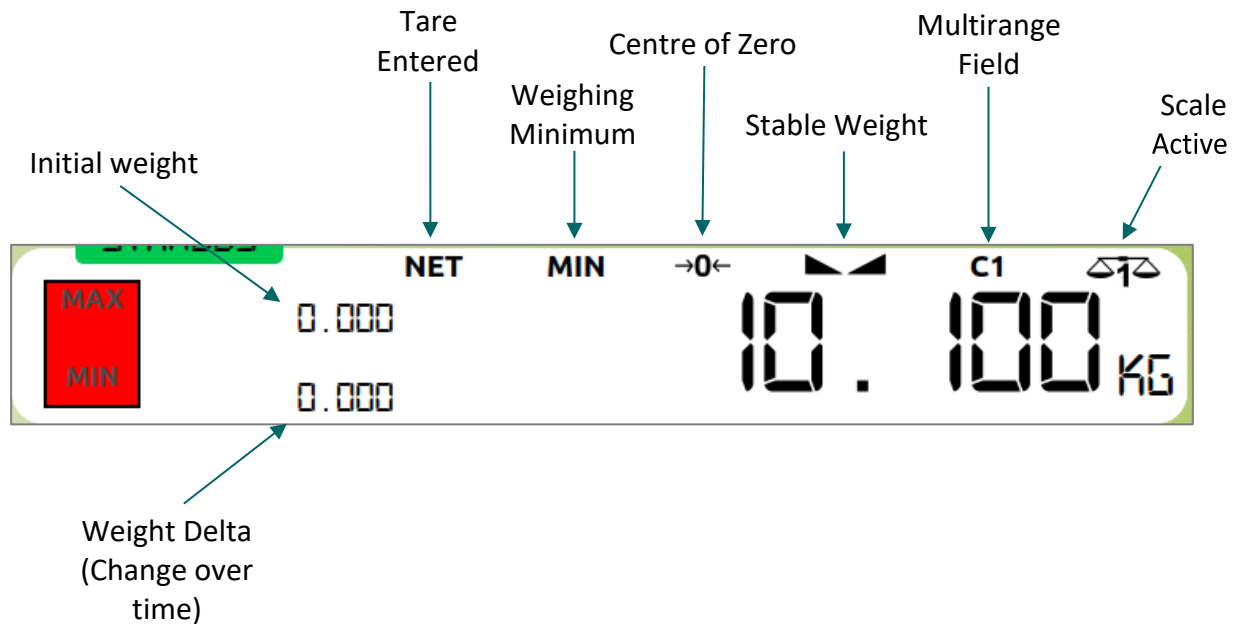 Tare
Entered
Centre of Zero
Multirange
Field
Weighing
Minimum
Stable Weight
Scale
Active
Initial weight
NET MIN →0← C1 1
MAX
0.000
10.100 KG
MIN
0.000
Weight Delta
(Change over
time)